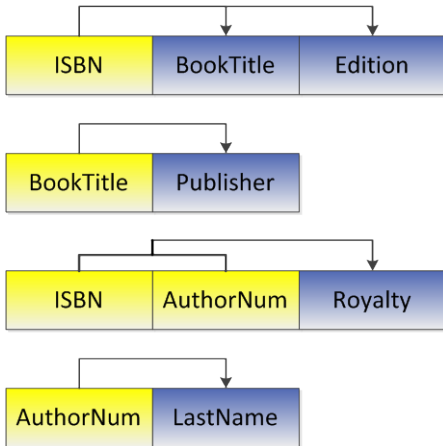 ISBN BookTitle Edition
BookTitle Publisher
ISBN AuthorNum Royalty
AuthorNum LastName